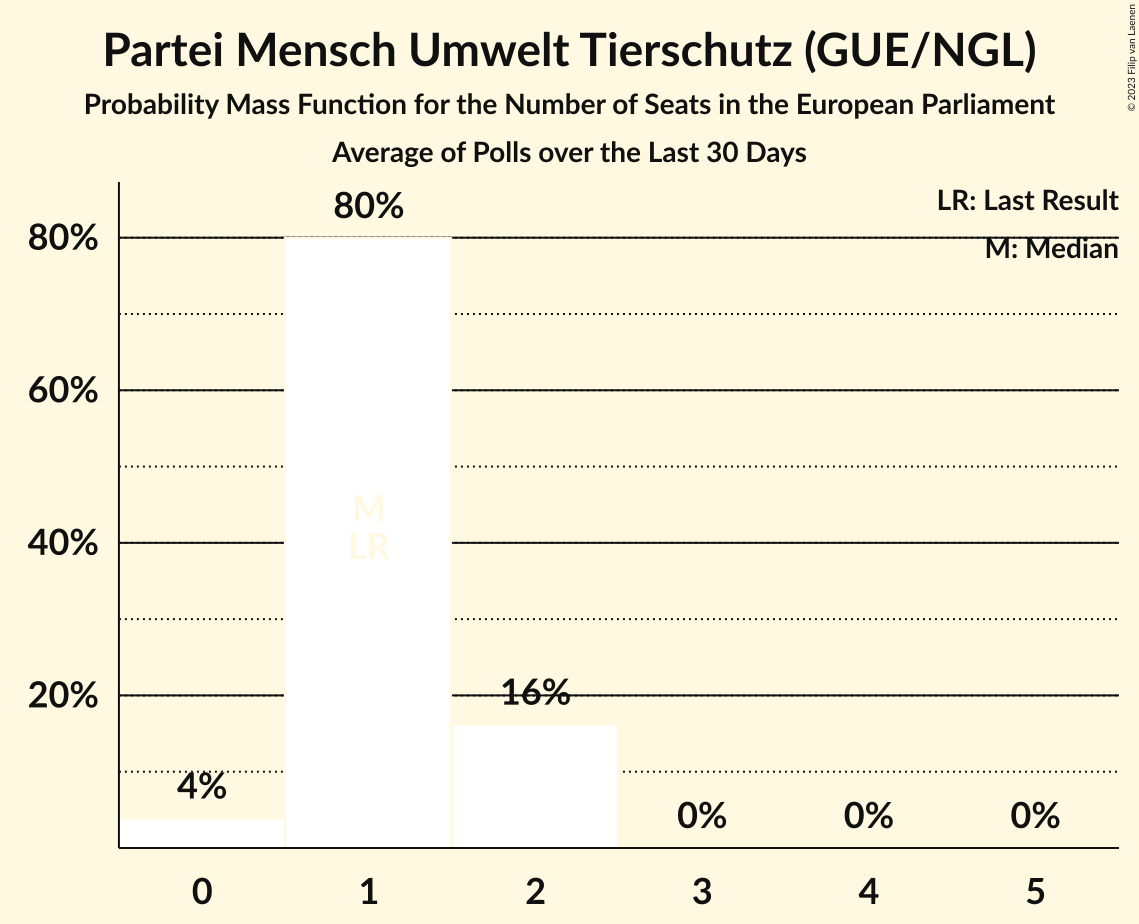 Partei Mensch Umwelt Tierschutz (GUE/NGL)
Probability Mass Function for the Number of Seats in the European Parliament
Average of Polls over the Last 30 Days
© 2023 Filip van Laenen
LR: Last Result
M: Median
80%
60%
40%
20%
4%
80%
M
LR
16%
0%
0%
0%
0
1
2
3
4
5